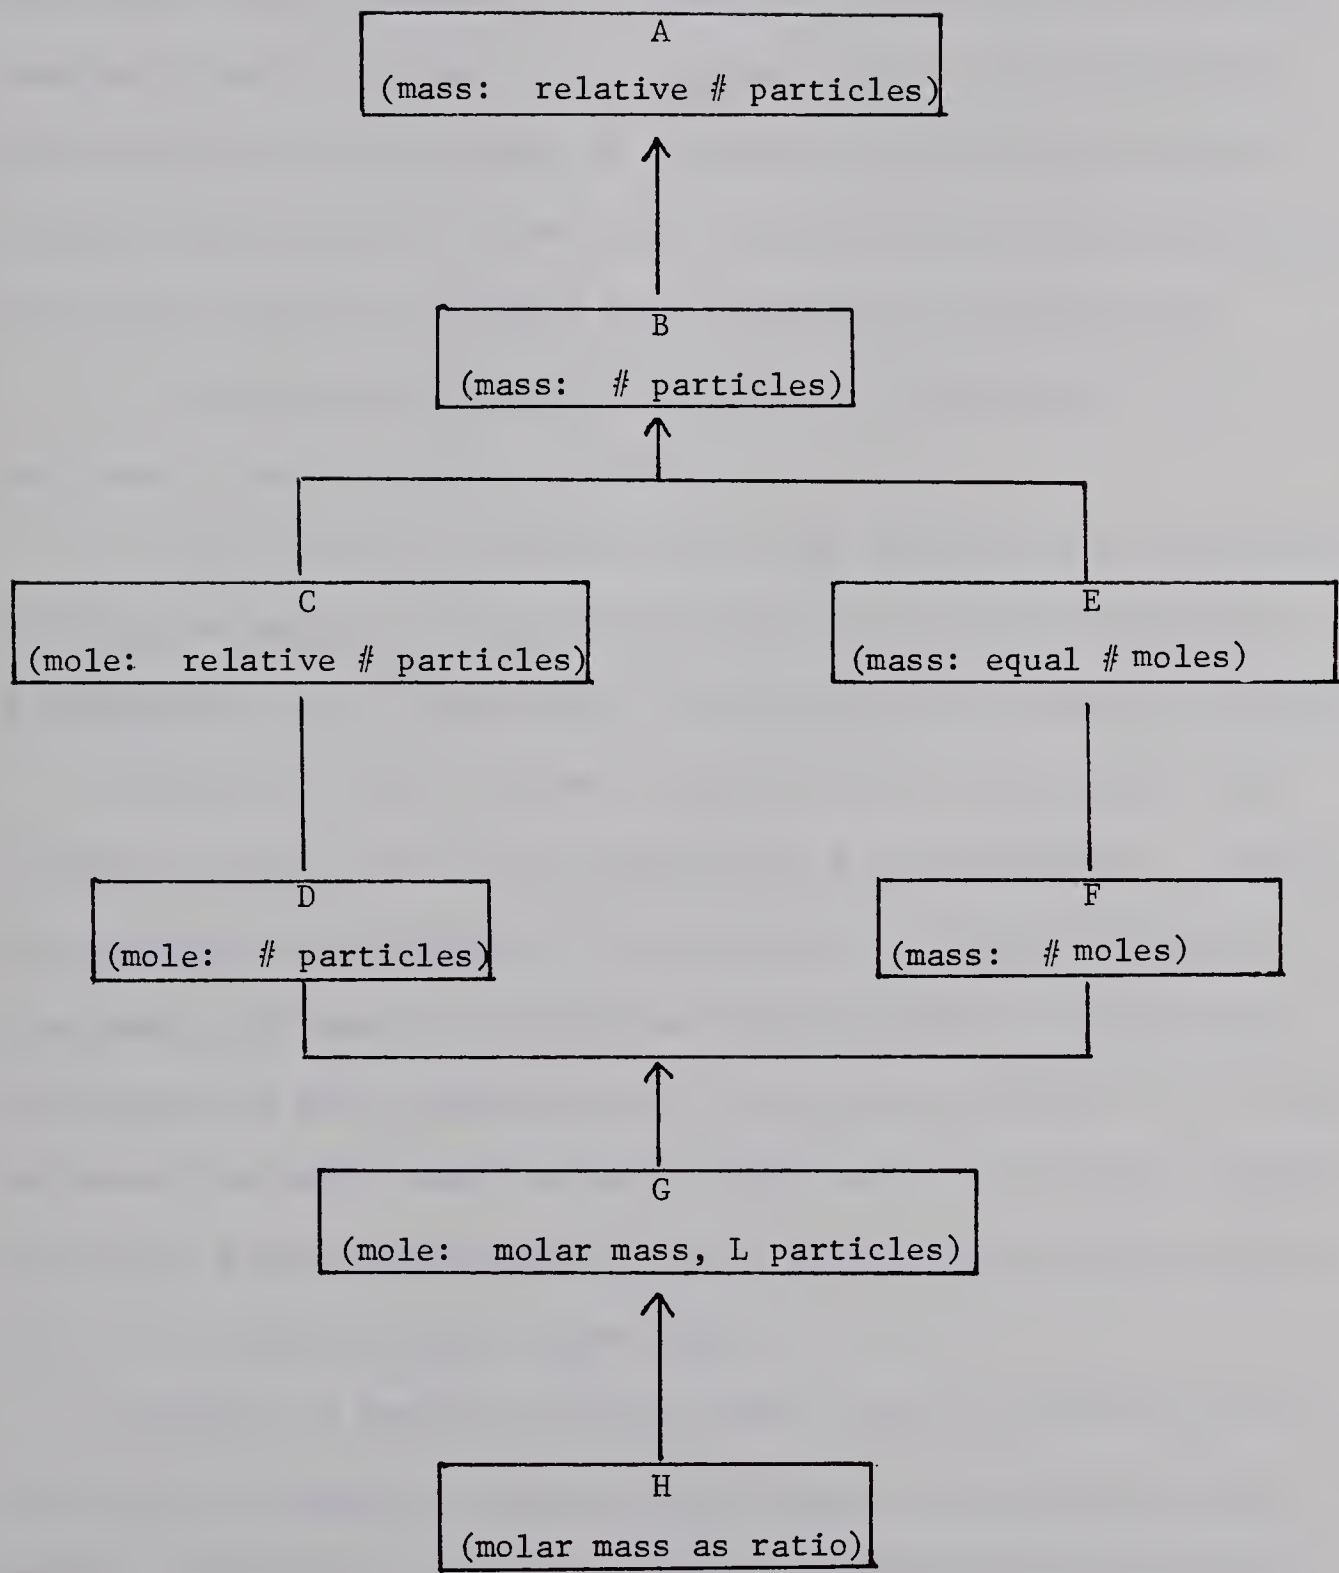 A
(mass: relative # particles)
B
(mass: # particles)
C
(mole: relative # particles)
E
(mass: equal # moles)
D
(mole: # particles)
F
(mass: # moles)
G
(mole: molar mass, L particles)
H
(molar mass as ratio)